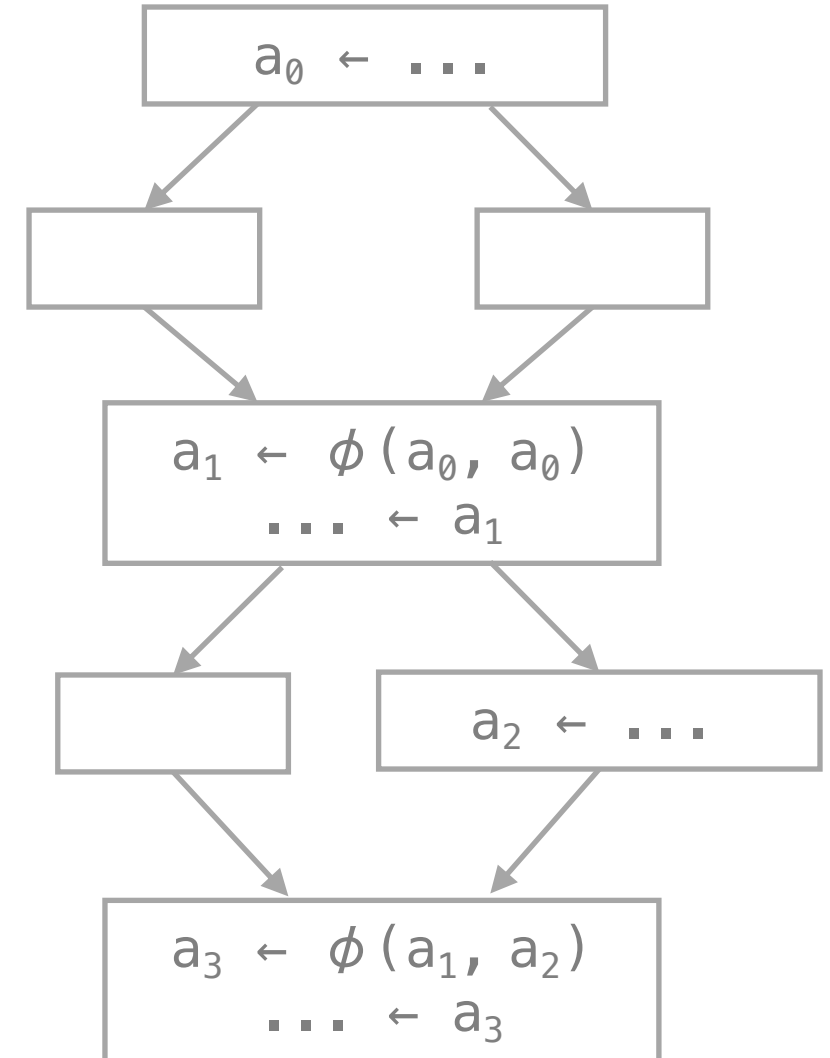 a₀ ← ...
a₁ ← ϕ(a₀, a₀)
... ← a₁
a₂ ← ...
a₃ ← ϕ(a₁, a₂)
... ← a₃